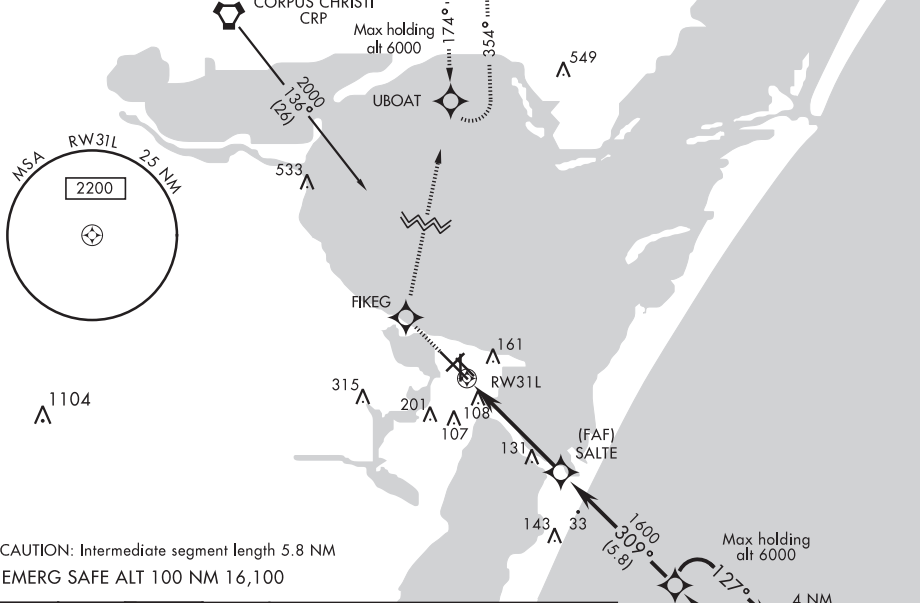 CORPUS CHRISTI
CRP
Max holding
alt 6000
174°
354°
549
UBOAT
2000
136°
(26)
MSA RW31L 25 NM
2200
533
FIKEG
161
RW31L
315
1104
201
108
107
(FAF)
SALTE
131
143
33
1600
309°
(5.8)
Max holding
alt 6000
127°
4 NM
CAUTION: Intermediate segment length 5.8 NM
EMERG SAFE ALT 100 NM 16,100